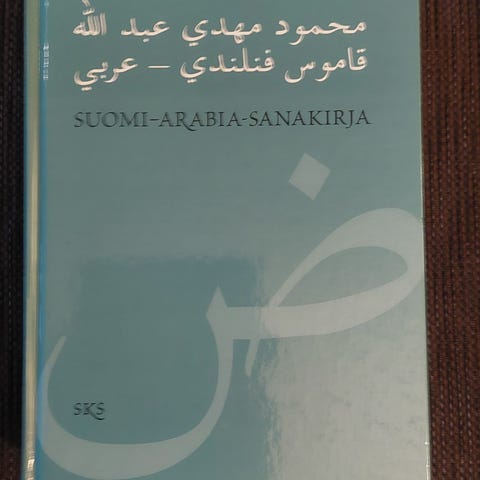 محمود مهدي عبد الله
قاموس فنلندي – عربي
SUOMI–ARABIA-SANAKIRJA
ض
SKS